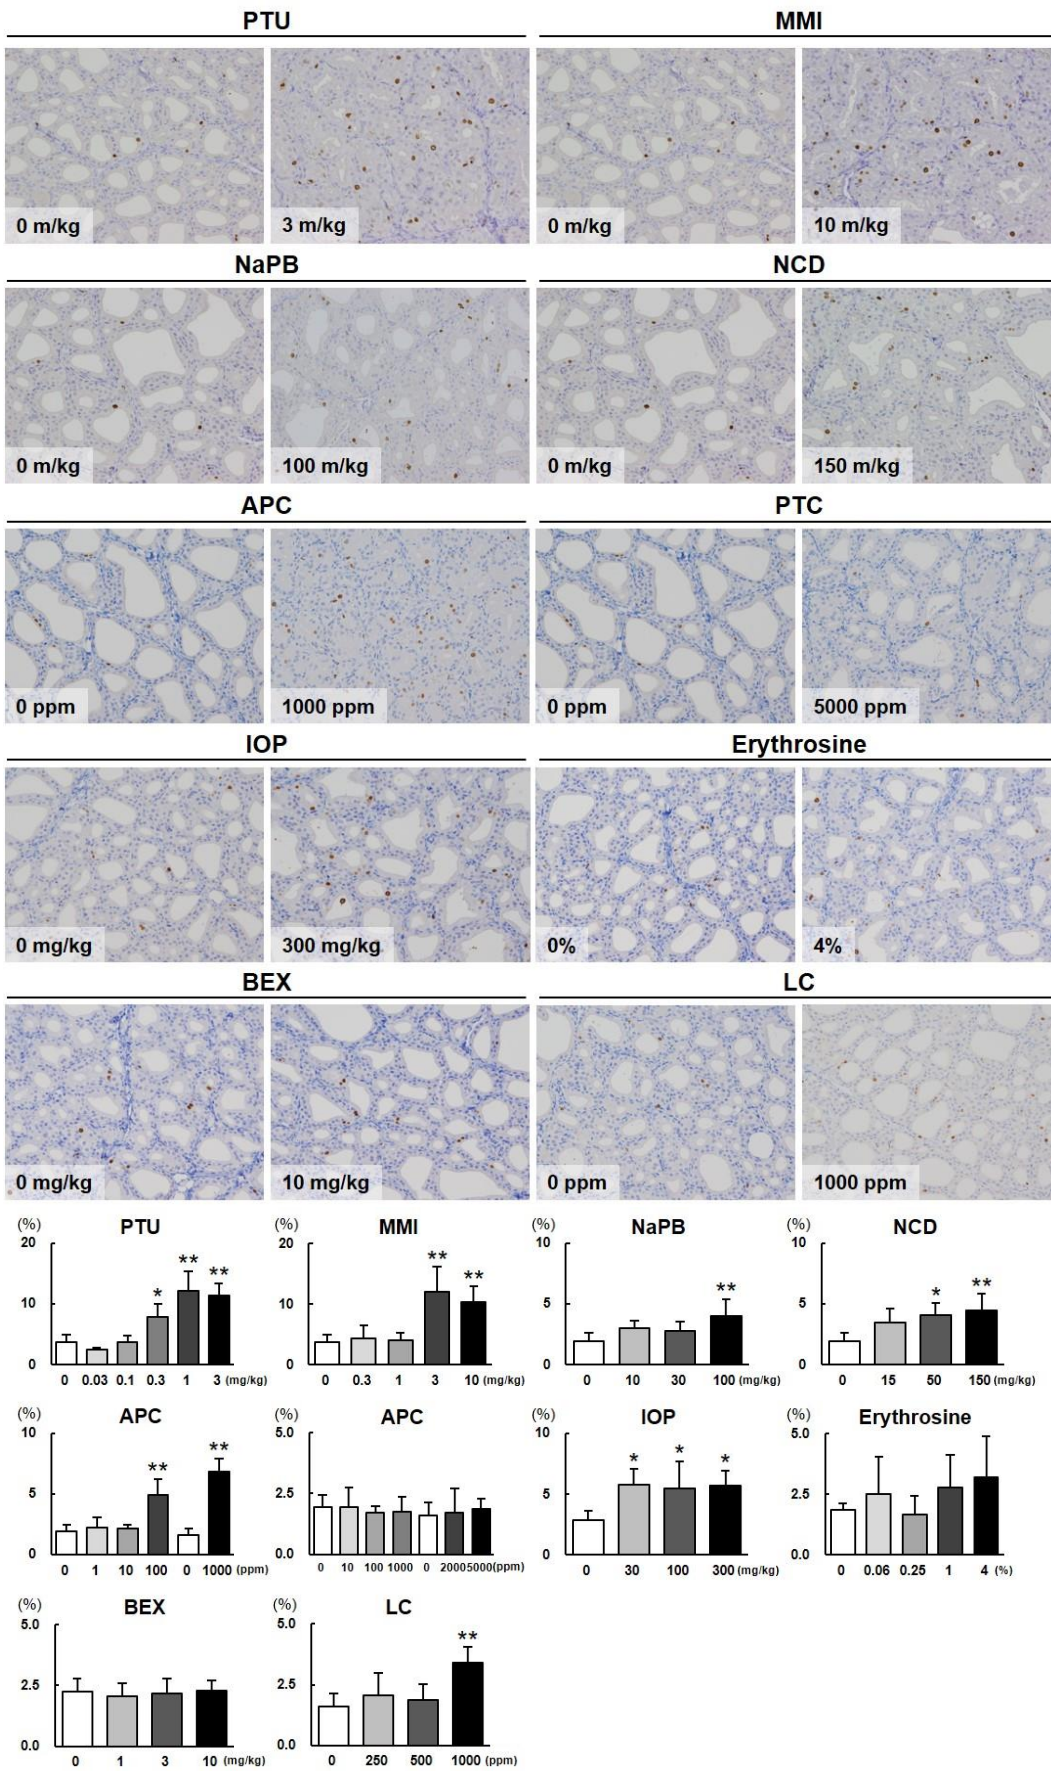 PTU MMI
0 m/kg 3 m/kg 0 m/kg 10 m/kg
NaPB NCD
0 m/kg 100 m/kg 0 m/kg 150 m/kg
APC PTC
0 ppm 1000 ppm 0 ppm 5000 ppm
IOP Erythrosine
0 mg/kg 300 mg/kg 0% 4%
BEX LC
0 mg/kg 10 mg/kg 0 ppm 1000 ppm
(%) PTU
20
10
0
* ** **
0 0.03 0.1 0.3 1 3 (mg/kg)
(%) MMI
20
10
0
** **
0 0.3 1 3 10 (mg/kg)
(%) NaPB
10
5
0
**
0 10 30 100 (mg/kg)
(%) NCD
10
5
0
* **
0 15 50 150 (mg/kg)
(%) APC
10
5
0
** **
0 1 10 100 0 1000 (ppm)
(%) APC
5.0
2.5
0.0
0 10 100 1000 0 2000 5000 (ppm)
(%) IOP
10
5
0
* * *
0 30 100 300 (mg/kg)
(%) Erythrosine
5.0
2.5
0.0
0 0.06 0.25 1 4 (%)
(%) BEX
5.0
2.5
0.0
0 1 3 10 (mg/kg)
(%) LC
5.0
2.5
0.0
**
0 250 500 1000 (ppm)